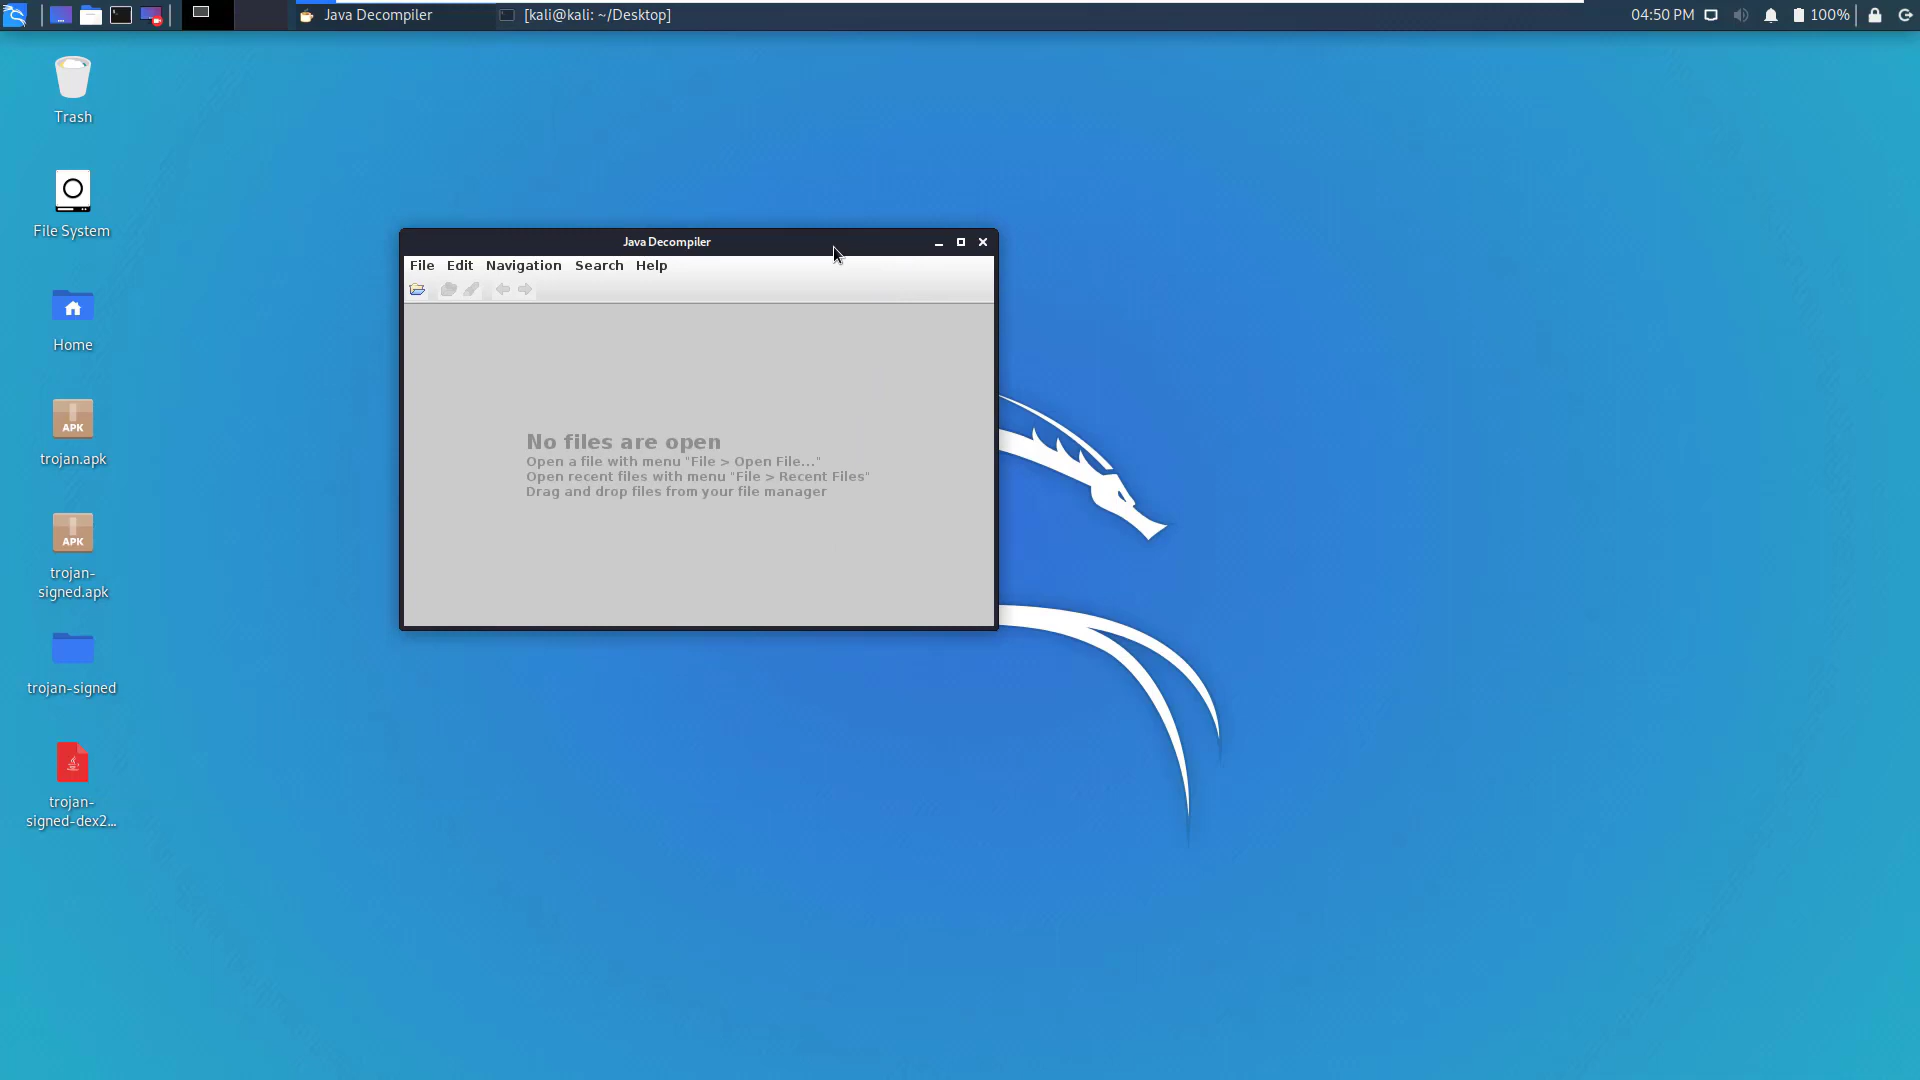 Java Decompiler
[kali@kali: ~/Desktop]
04:50 PM
100%
Trash
File System
Home
APK
trojan.apk
APK
trojan-
signed.apk
trojan-signed
trojan-
signed-dex2...
Java Decompiler
File Edit Navigation Search Help
No files are open
Open a file with menu "File > Open File..."
Open recent files with menu "File > Recent Files"
Drag and drop files from your file manager